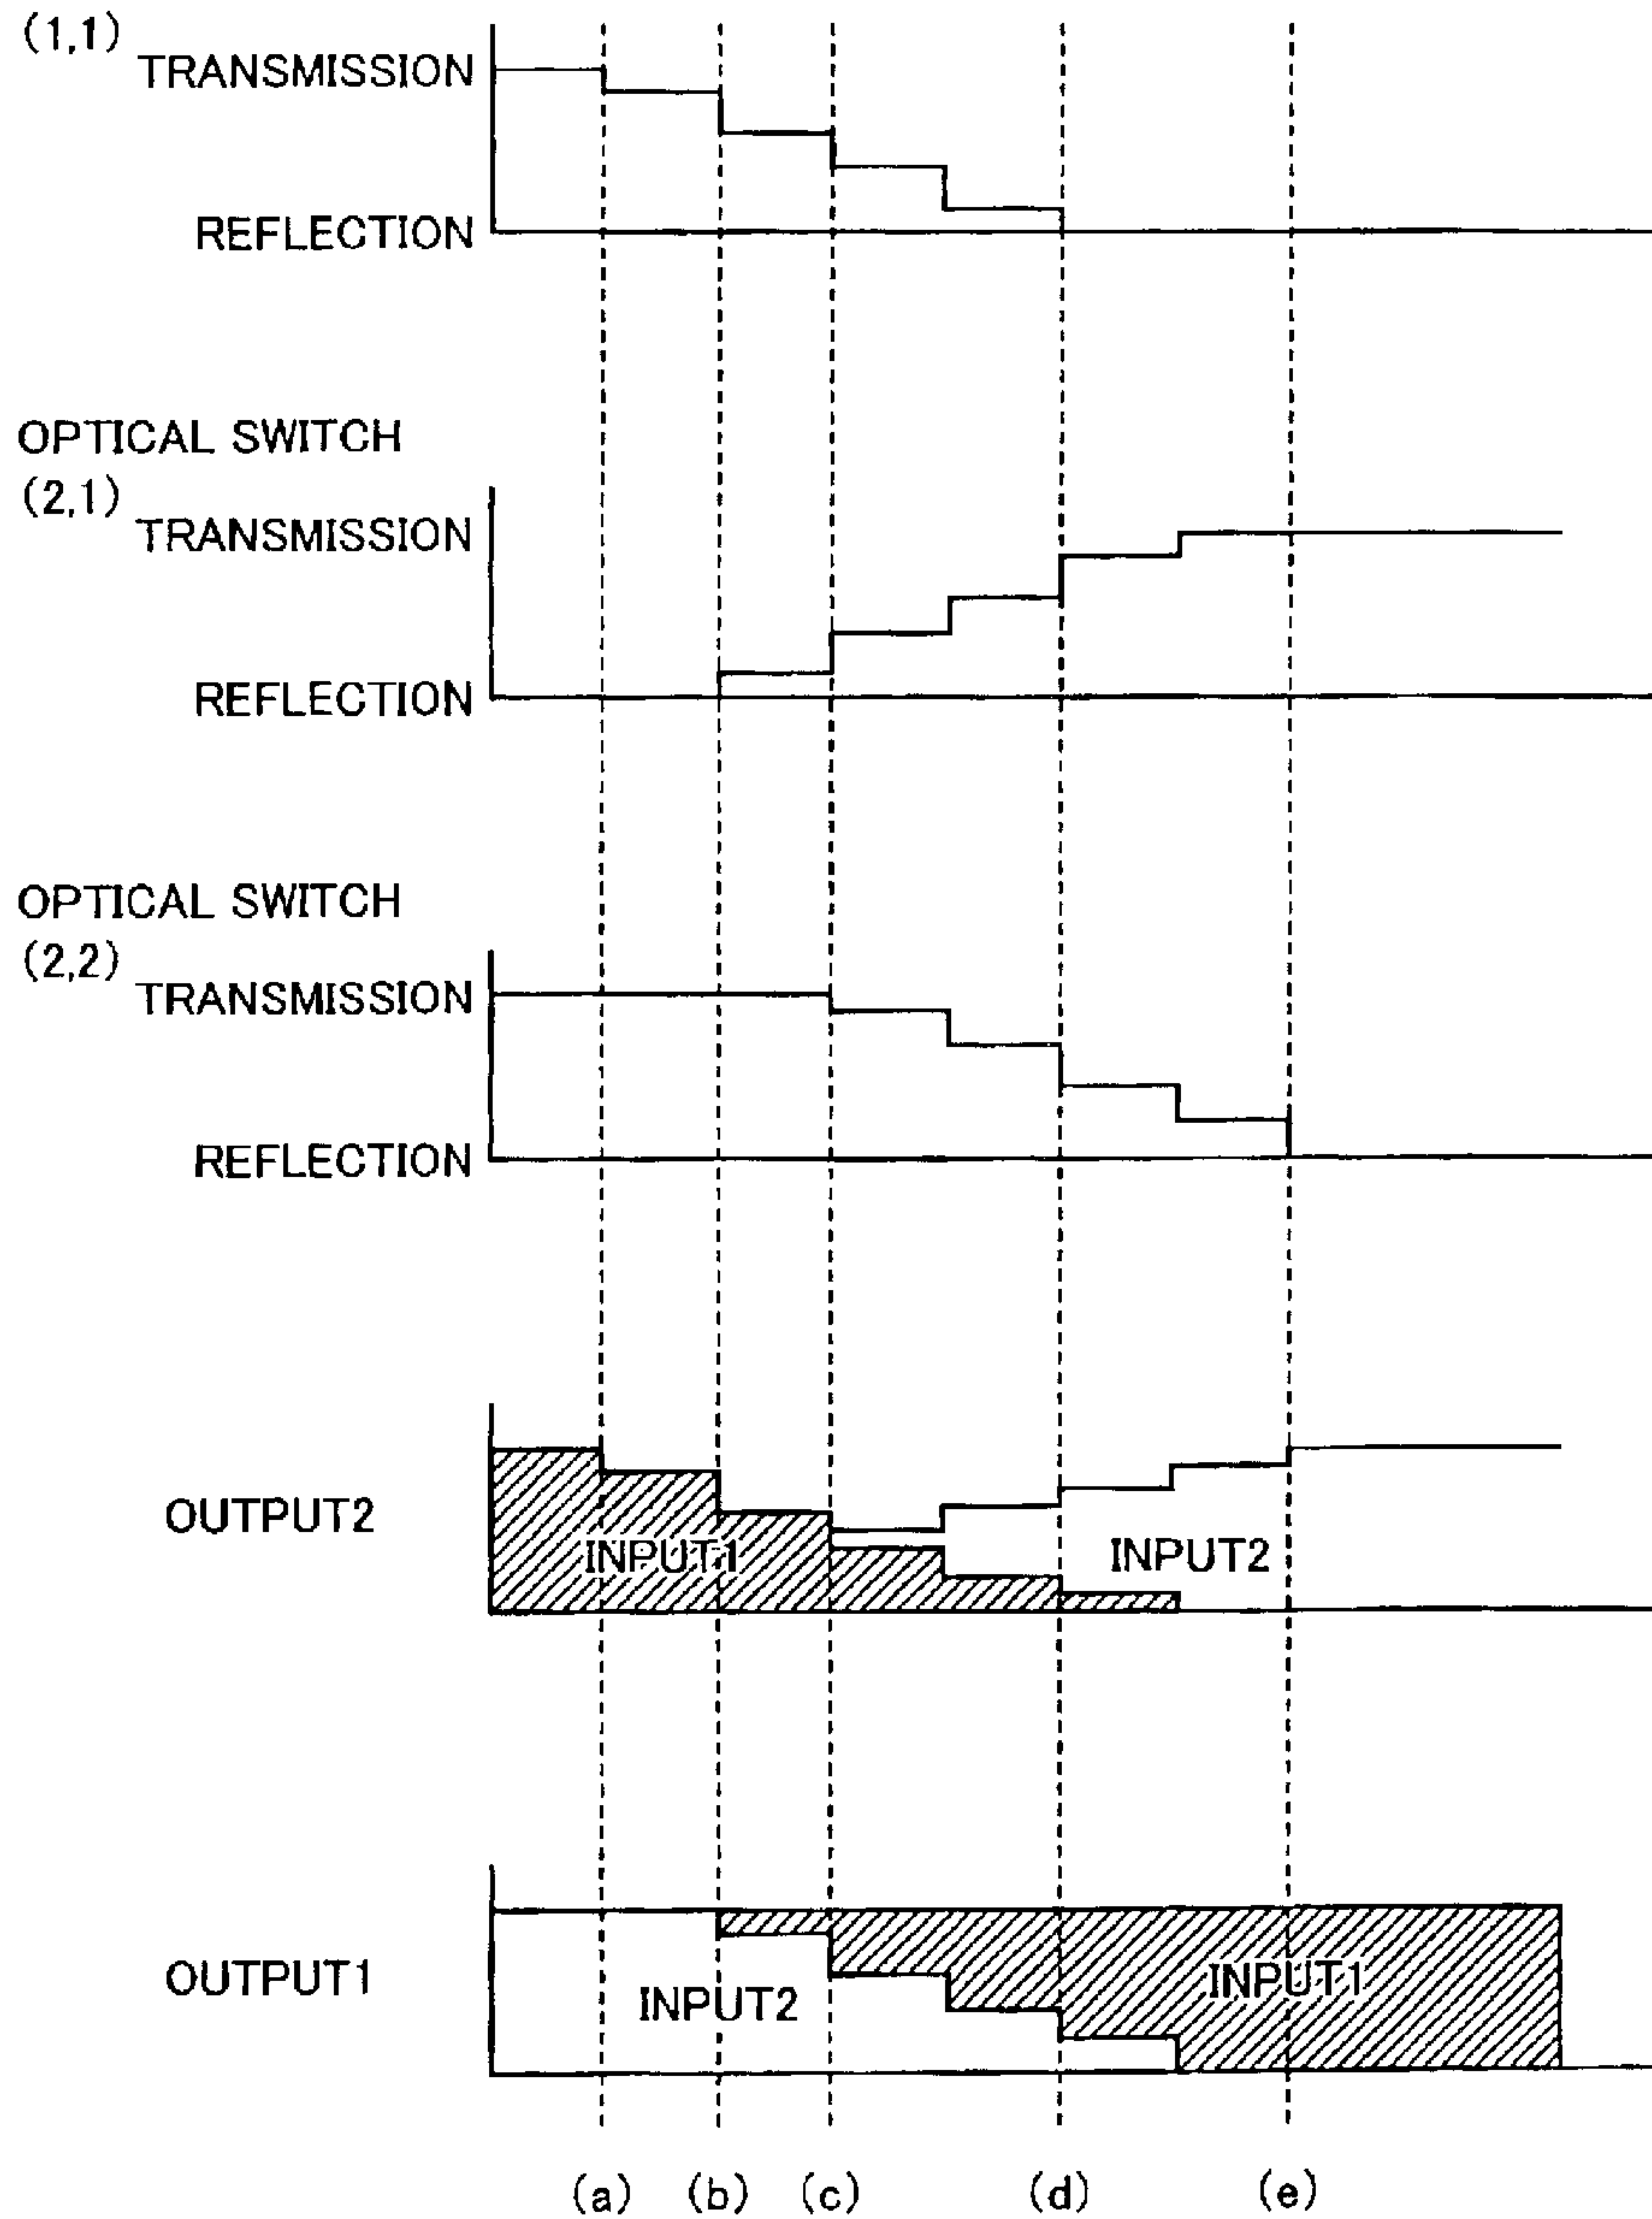 (1,1)
TRANSMISSION
REFLECTION
OPTICAL SWITCH
(2,1)
TRANSMISSION
REFLECTION
OPTICAL SWITCH
(2,2)
TRANSMISSION
REFLECTION
OUTPUT2
INPUT1
INPUT2
OUTPUT1
INPUT2
INPUT1
(a) (b) (c) (d) (e)